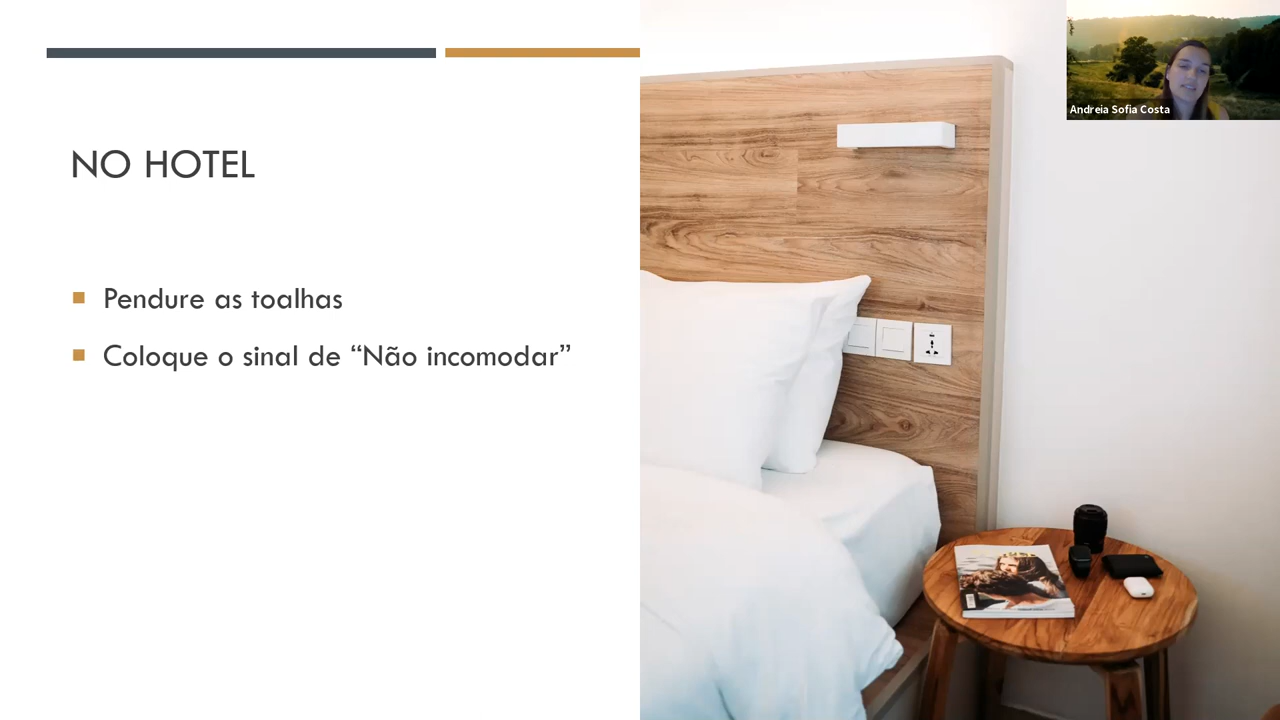 Andreia Sofia Costa
NO HOTEL
Pendure as toalhas
Coloque o sinal de “Não incomodar”